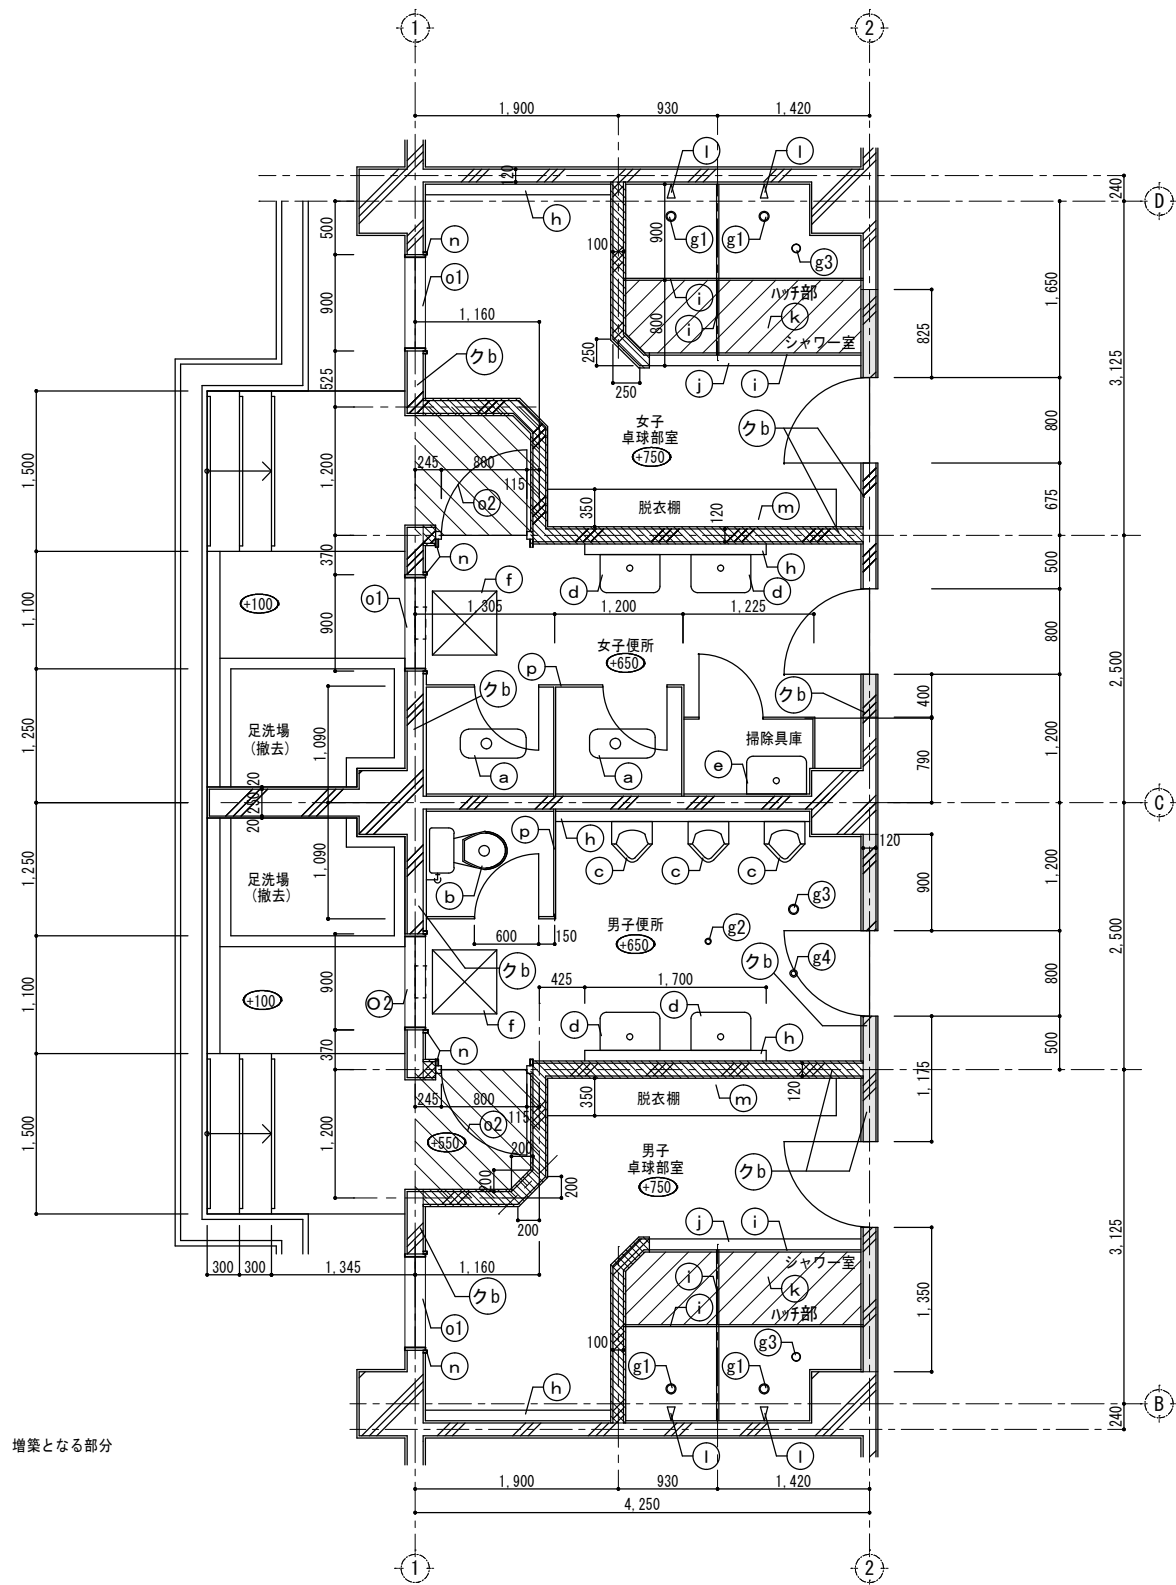 1
2
1,900
930
1,420
l
l
120
240
D
h
n
g1
g1
g3
500
900
100
o1
i
ハッチ部
k
i
シャワー室
1,650
825
3,125
900
1,160
800
250
250
クb
525
j
i
女子
卓球部室
+750
クb
800
1,500
1,200
245
800
115
o2
350
脱衣棚
m
120
675
370
n
h
500
d
d
f
o1
+100
1,100
900
1,305
1,200
1,225
800
女子便所
+650
p
クb
クb
2,500
400
足洗場
(撤去)
1,090
1,250
掃除具庫
e
a
a
1,200
790
20
250
20
C
p
h
c
c
c
120
足洗場
(撤去)
1,090
1,250
b
g3
900
1,200
男子便所
+650
g2
600
150
クb
クb
g4
2,500
425
1,700
900
800
+100
1,100
O2
f
d
d
h
n
370
500
1,175
245
800
115
350
脱衣棚
m
120
o2
+550
200
200
200
200
1,500
1,200
男子
卓球部室
+750
クb
j
i
300
300
1,345
1,160
クb
シャワー室
i
k
i
ハッチ部
3,125
1,350
o1
100
n
g1
g1
g3
h
B
240
l
l
増築となる部分
1,900
930
1,420
4,250
1
2